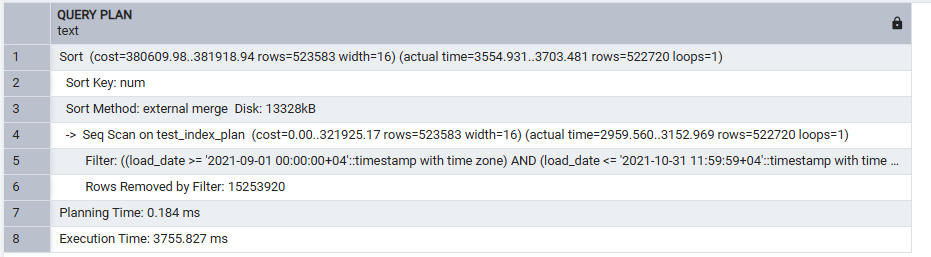 QUERY PLAN
text
1 Sort (cost=380609.98..381918.94 rows=523583 width=16) (actual time=3554.931..3703.481 rows=522720 loops=1)
2 Sort Key: num
3 Sort Method: external merge Disk: 13328kB
4 -> Seq Scan on test_index_plan (cost=0.00..321925.17 rows=523583 width=16) (actual time=2959.560..3152.969 rows=522720 loops=1)
5 Filter: ((load_date >= '2021-09-01 00:00:00+04'::timestamp with time zone) AND (load_date <= '2021-10-31 11:59:59+04'::timestamp with time ...
6 Rows Removed by Filter: 15253920
7 Planning Time: 0.184 ms
8 Execution Time: 3755.827 ms